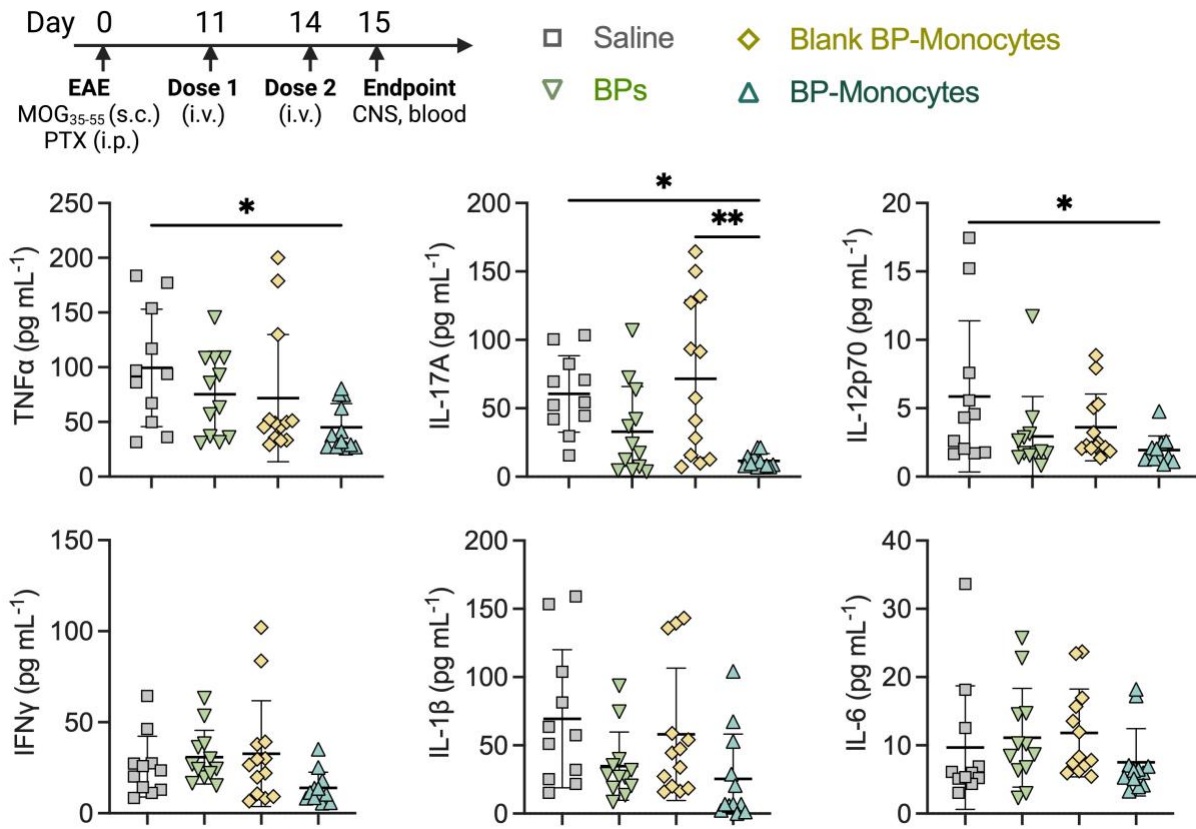 Day 0 11 14 15
EAE Dose 1 Dose 2 Endpoint
MOG35-55 (s.c.) (i.v.) (i.v.) CNS, blood
PTX (i.p.)
Saline Blank BP-Monocytes
BPs BP-Monocytes
TNFα (pg mL⁻¹)
250
200
150
100
50
0
*
IL-17A (pg mL⁻¹)
200
150
100
50
0
*
**
IL-12p70 (pg mL⁻¹)
20
15
10
5
0
*
IFNγ (pg mL⁻¹)
150
100
50
0
IL-1β (pg mL⁻¹)
200
150
100
50
0
IL-6 (pg mL⁻¹)
40
30
20
10
0